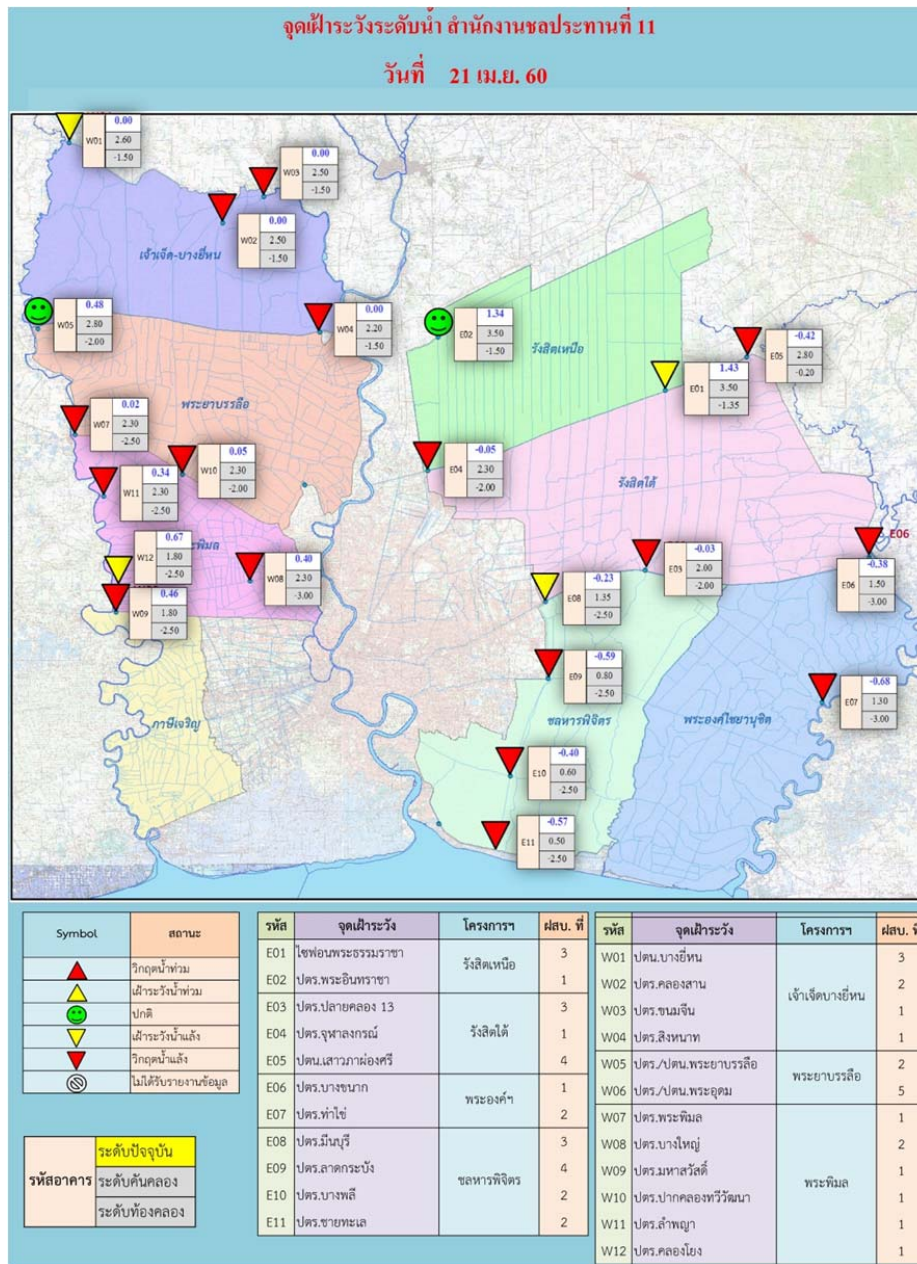 จุดเฝ้าระวังระดับน้ำ สำนักงานชลประทานที่ 11
วันที่ 21 เม.ย. 60
W01 0.00 2.60 -1.50
W03 0.00 2.50 -1.50
W02 0.00 2.50 -1.50
เจ้าเจ็ด-บางยี่หน
W05 0.48 2.80 -2.00
W04 0.00 2.20 -1.50
E02 1.34 3.50 -1.50
รังสิตเหนือ
E05 -0.42 2.80 -0.20
E01 1.43 3.50 -1.35
พระยาบรรลือ
W07 0.02 2.30 -2.50
W10 0.05 2.30 -2.00
E04 -0.05 2.30 -2.00
W11 0.34 2.30 -2.50
รังสิตใต้
W12 0.67 1.80 -2.50
พิมล
W08 0.40 2.30 -3.00
E03 -0.03 2.00 -2.00
E06
E06 -0.38 1.50 -3.00
W09 0.46 1.80 -2.50
E08 -0.23 1.35 -2.50
E09 -0.59 0.80 -2.50
E07 -0.68 1.30 -3.00
ภาษีเจริญ
ชลหารพิจิตร
พระองค์ไชยานุชิต
E10 -0.40 0.60 -2.50
E11 -0.57 0.50 -2.50
Symbol สถานะ
วิกฤตน้ำท่วม
เฝ้าระวังน้ำท่วม
ปกติ
เฝ้าระวังน้ำแล้ง
วิกฤตน้ำแล้ง
ไม่ได้รับรายงานข้อมูล
รหัสอาคาร
ระดับปัจจุบัน
ระดับคันคลอง
ระดับท้องคลอง
รหัส จุดเฝ้าระวัง โครงการฯ ฝสบ. ที่
E01 ไซฟอนพระธรรมราชา รังสิตเหนือ 3
E02 ปตร.พระอินทราชา 1
E03 ปตร.ปลายคลอง 13 รังสิตใต้ 3
E04 ปตร.จุฬาลงกรณ์ 1
E05 ปตน.เสาวภาผ่องศรี 4
E06 ปตร.บางขนาก พระองค์ฯ 1
E07 ปตร.ท่าไข่ 2
E08 ปตร.มีนบุรี ชลหารพิจิตร 3
E09 ปตร.ลาดกระบัง 4
E10 ปตร.บางพลี 2
E11 ปตร.ชายทะเล 2
รหัส จุดเฝ้าระวัง โครงการฯ ฝสบ. ที่
W01 ปตน.บางยี่หน เจ้าเจ็ดบางยี่หน 3
W02 ปตร.คลองสาน 2
W03 ปตร.ขนมจีน 1
W04 ปตร.สิงหนาท 1
W05 ปตร./ปตน.พระยาบรรลือ พระยาบรรลือ 2
W06 ปตร./ปตน.พระอุดม 5
W07 ปตร.พระพิมล พระพิมล 1
W08 ปตร.บางใหญ่ 2
W09 ปตร.มหาสวัสดิ์ 1
W10 ปตร.ปากคลองทวีวัฒนา 1
W11 ปตร.ลำพญา 1
W12 ปตร.คลองโยง 1